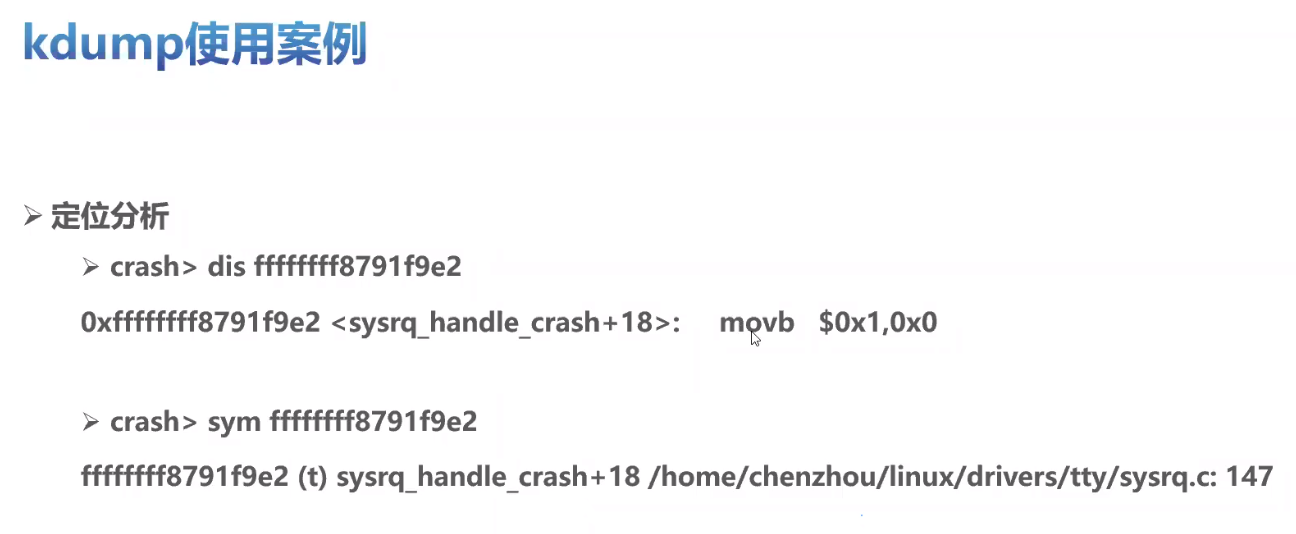 kdump使用案例
定位分析
crash> dis ffffffff8791f9e2
0xffffffff8791f9e2 <sysrq_handle_crash+18>: movb $0x1,0x0
crash> sym ffffffff8791f9e2
ffffffff8791f9e2 (t) sysrq_handle_crash+18 /home/chenzhou/linux/drivers/tty/sysrq.c: 147